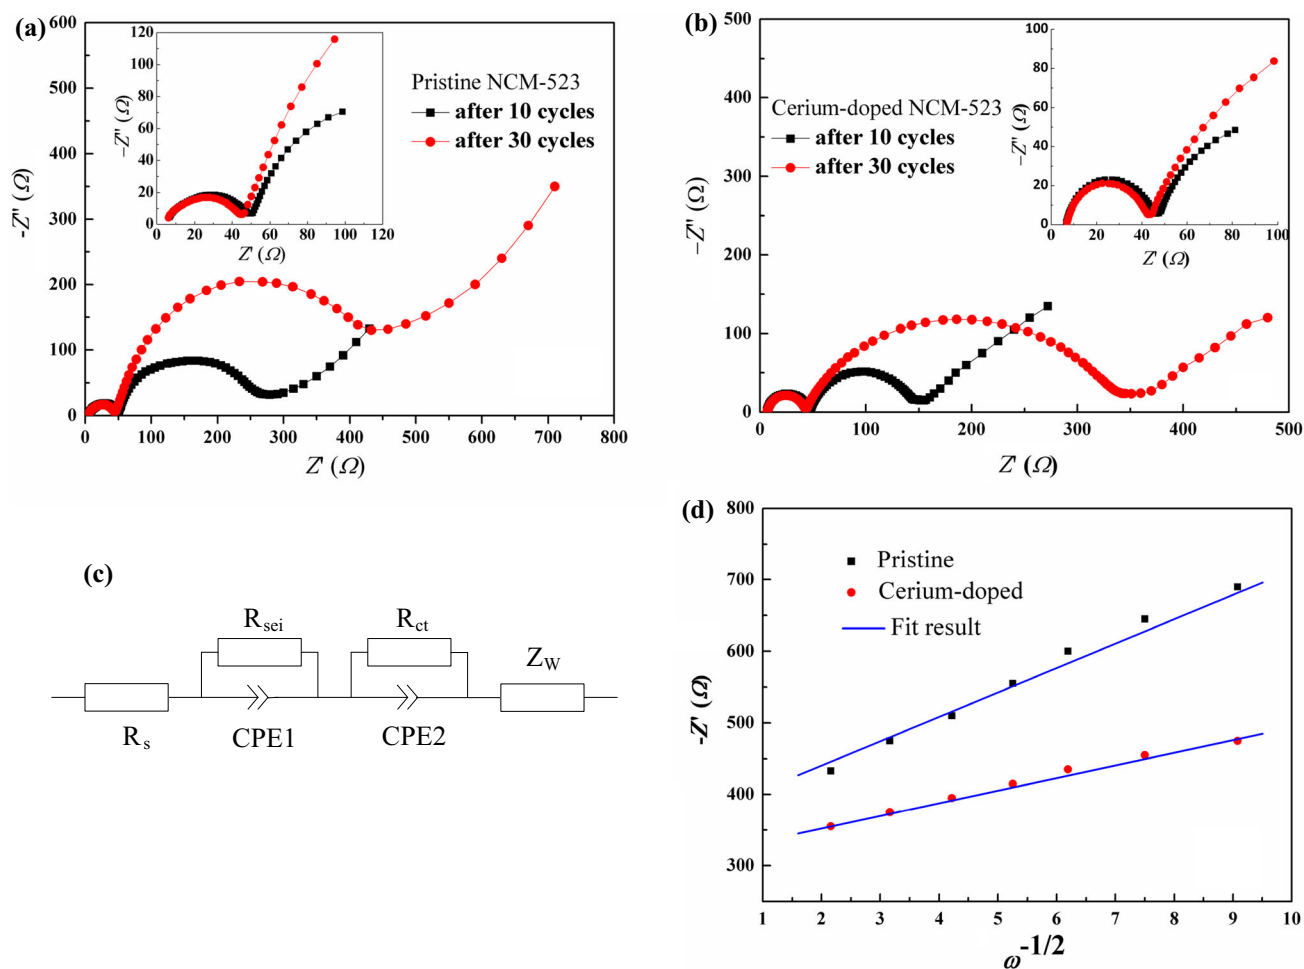 (a)
600
500
400
300
200
100
0
0
100
200
300
400
500
600
700
800
-Z'' (Ω)
Z' (Ω)
Pristine NCM-523
after 10 cycles
after 30 cycles
120
100
80
60
40
20
0
0
20
40
60
80
100
120
−Z'' (Ω)
Z' (Ω)
(b)
500
400
300
200
100
0
0
100
200
300
400
500
−Z'' (Ω)
Z' (Ω)
Cerium-doped NCM-523
after 10 cycles
after 30 cycles
100
80
60
40
20
0
0
20
40
60
80
100
−Z'' (Ω)
Z' (Ω)
(c)
Rsei
Rct
ZW
Rs
CPE1
CPE2
(d)
800
700
600
500
400
300
1
2
3
4
5
6
7
8
9
10
-Z' (Ω)
ω-1/2
Pristine
Cerium-doped
Fit result